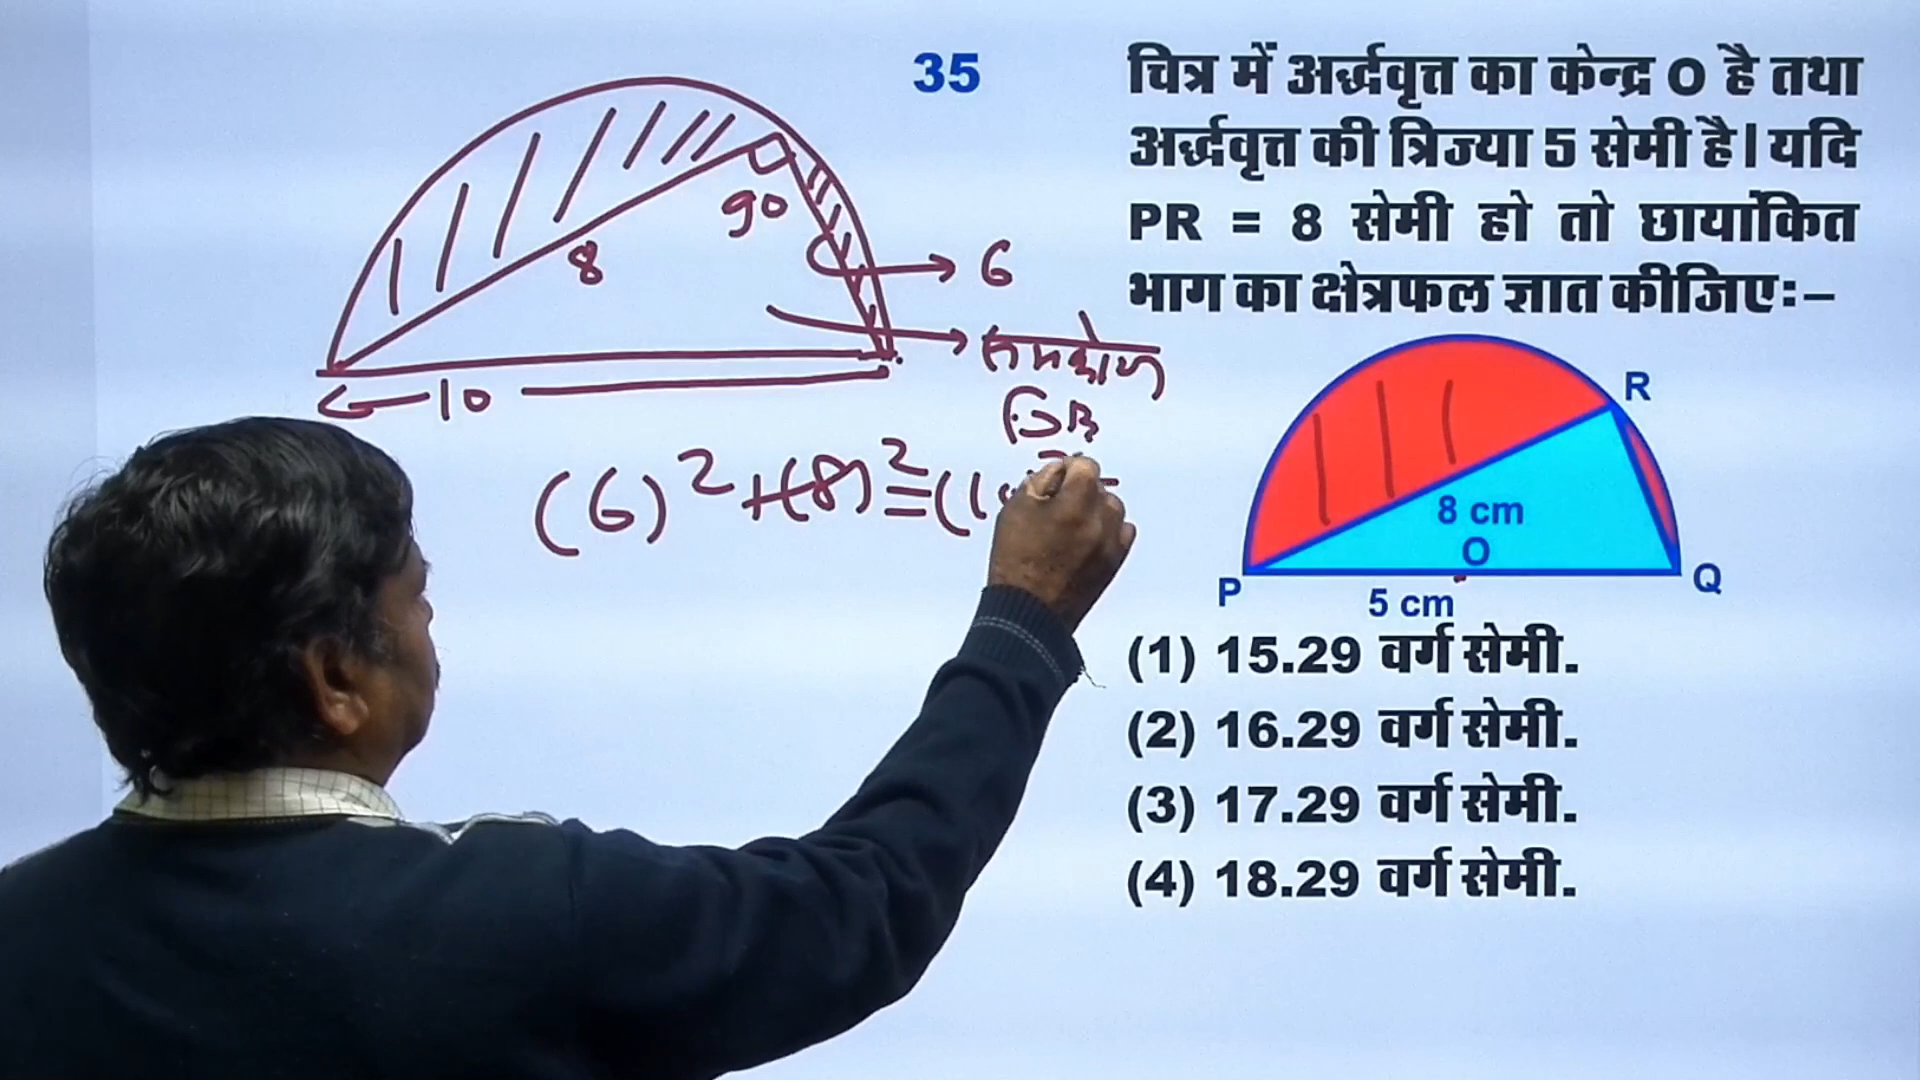 35
चित्र में अर्द्धवृत्त का केन्द्र O है तथा
अर्द्धवृत्त की त्रिज्या 5 सेमी है। यदि
PR = 8 सेमी हो तो छायांकित
भाग का क्षेत्रफल ज्ञात कीजिएः–
R
8 cm
O
P
Q
5 cm
(1) 15.29 वर्ग सेमी.
(2) 16.29 वर्ग सेमी.
(3) 17.29 वर्ग सेमी.
(4) 18.29 वर्ग सेमी.
90
8
6
समकोण
10
(6)² + (8)² = (1